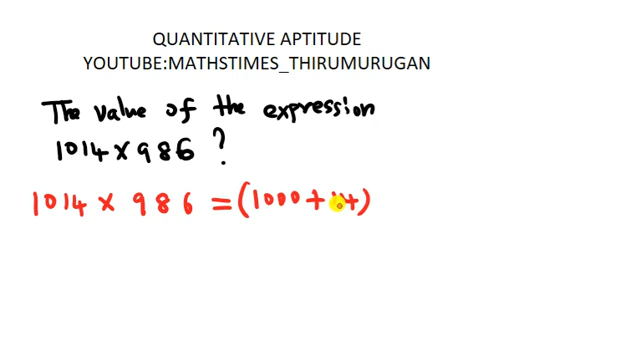 QUANTITATIVE APTITUDE
YOUTUBE:MATHSTIMES_THIRUMURUGAN
The value of the expression
1014 × 986 ?
1014 × 986 = (1000 + 14)